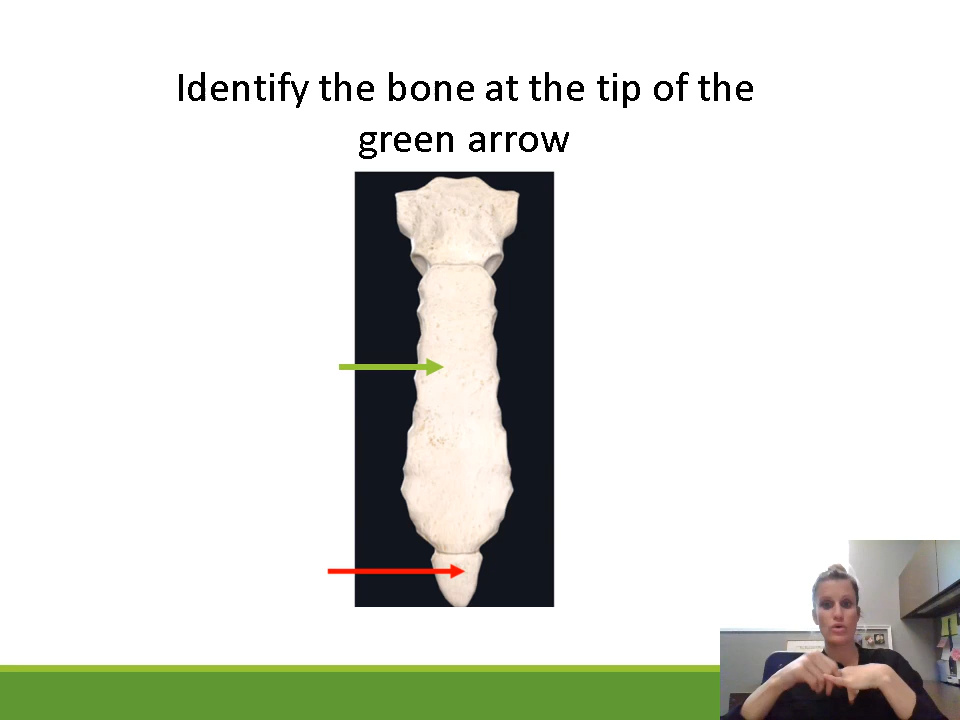 Identify the bone at the tip of the
green arrow